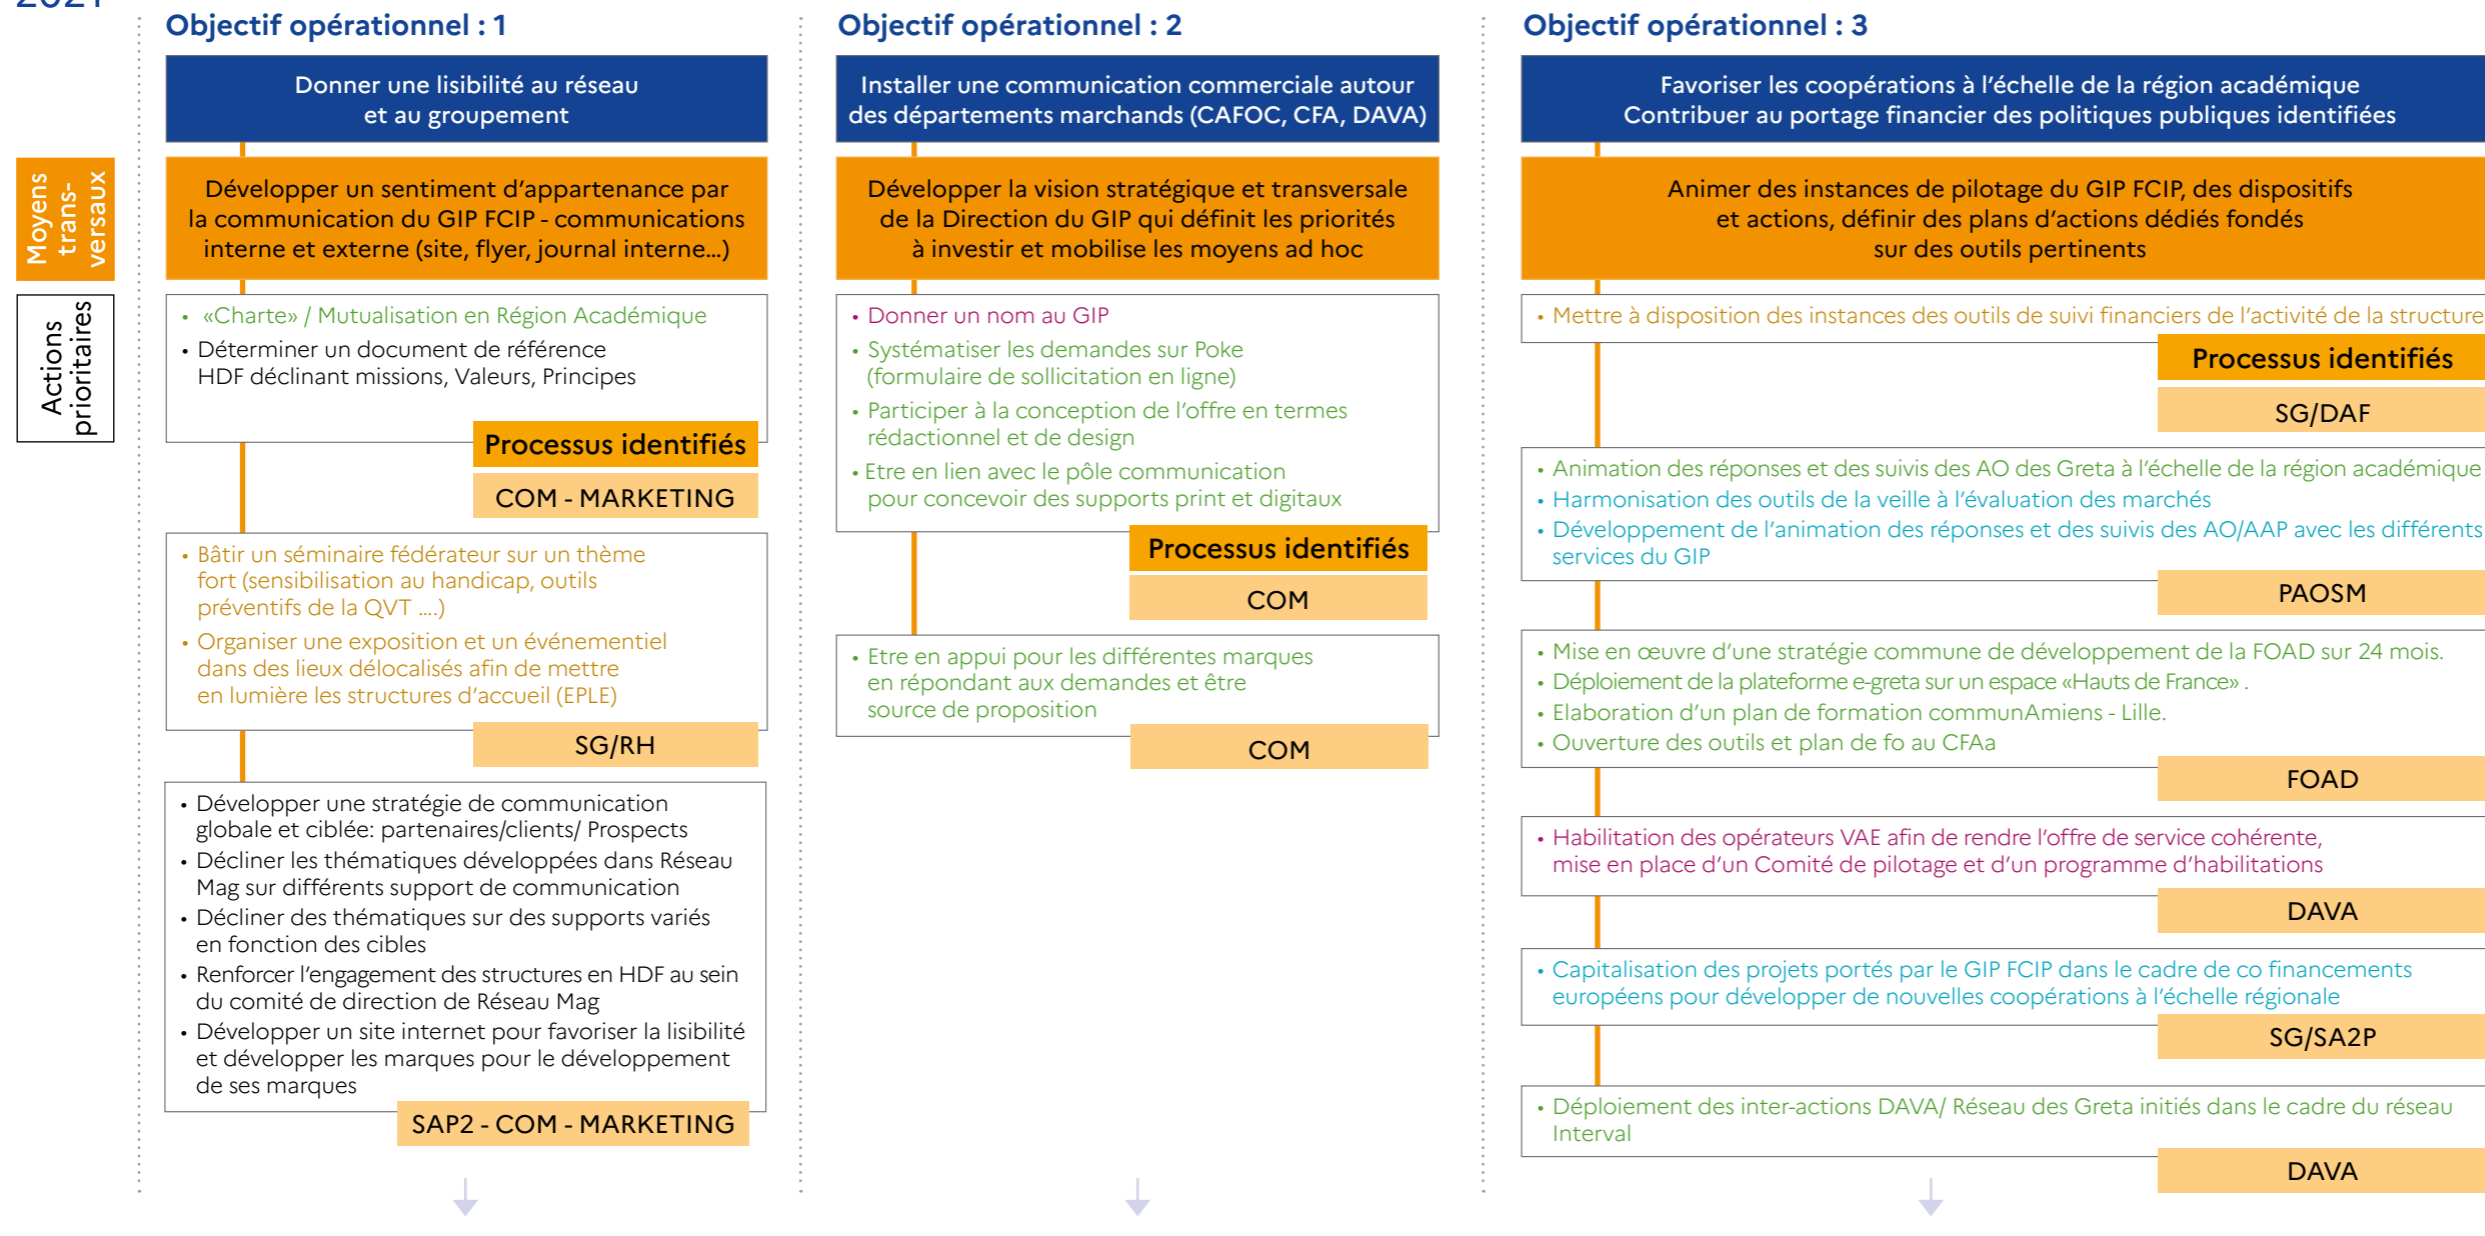 2021
Moyens
trans-
versaux
Actions
prioritaires
Objectif opérationnel : 1
Donner une lisibilité au réseau
et au groupement
Développer un sentiment d’appartenance par
la communication du GIP FCIP - communications
interne et externe (site, flyer, journal interne...)
• «Charte» / Mutualisation en Région Académique
• Déterminer un document de référence
HDF déclinant missions, Valeurs, Principes
Processus identifiés
COM - MARKETING
• Bâtir un séminaire fédérateur sur un thème
fort (sensibilisation au handicap, outils
préventifs de la QVT ....)
• Organiser une exposition et un événementiel
dans des lieux délocalisés afin de mettre
en lumière les structures d’accueil (EPLE)
SG/RH
• Développer une stratégie de communication
globale et ciblée: partenaires/clients/ Prospects
• Décliner les thématiques développées dans Réseau
Mag sur différents support de communication
• Décliner des thématiques sur des supports variés
en fonction des cibles
• Renforcer l’engagement des structures en HDF au sein
du comité de direction de Réseau Mag
• Développer un site internet pour favoriser la lisibilité
et développer les marques pour le développement
de ses marques
SAP2 - COM - MARKETING
Objectif opérationnel : 2
Installer une communication commerciale autour
des départements marchands (CAFOC, CFA, DAVA)
Développer la vision stratégique et transversale
de la Direction du GIP qui définit les priorités
à investir et mobilise les moyens ad hoc
• Donner un nom au GIP
• Systématiser les demandes sur Poke
(formulaire de sollicitation en ligne)
• Participer à la conception de l’offre en termes
rédactionnel et de design
• Etre en lien avec le pôle communication
pour concevoir des supports print et digitaux
Processus identifiés
COM
• Etre en appui pour les différentes marques
en répondant aux demandes et être
source de proposition
COM
Objectif opérationnel : 3
Favoriser les coopérations à l’échelle de la région académique
Contribuer au portage financier des politiques publiques identifiées
Animer des instances de pilotage du GIP FCIP, des dispositifs
et actions, définir des plans d’actions dédiés fondés
sur des outils pertinents
• Mettre à disposition des instances des outils de suivi financiers de l’activité de la structure
Processus identifiés
SG/DAF
• Animation des réponses et des suivis des AO des Greta à l’échelle de la région académique
• Harmonisation des outils de la veille à l’évaluation des marchés
• Développement de l’animation des réponses et des suivis des AO/AAP avec les différents
services du GIP
PAOSM
• Mise en œuvre d’une stratégie commune de développement de la FOAD sur 24 mois.
• Déploiement de la plateforme e-greta sur un espace «Hauts de France» .
• Elaboration d’un plan de formation communAmiens - Lille.
• Ouverture des outils et plan de fo au CFAa
FOAD
• Habilitation des opérateurs VAE afin de rendre l’offre de service cohérente,
mise en place d’un Comité de pilotage et d’un programme d’habilitations
DAVA
• Capitalisation des projets portés par le GIP FCIP dans le cadre de co financements
européens pour développer de nouvelles coopérations à l’échelle régionale
SG/SA2P
• Déploiement des inter-actions DAVA/ Réseau des Greta initiés dans le cadre du réseau
Interval
DAVA